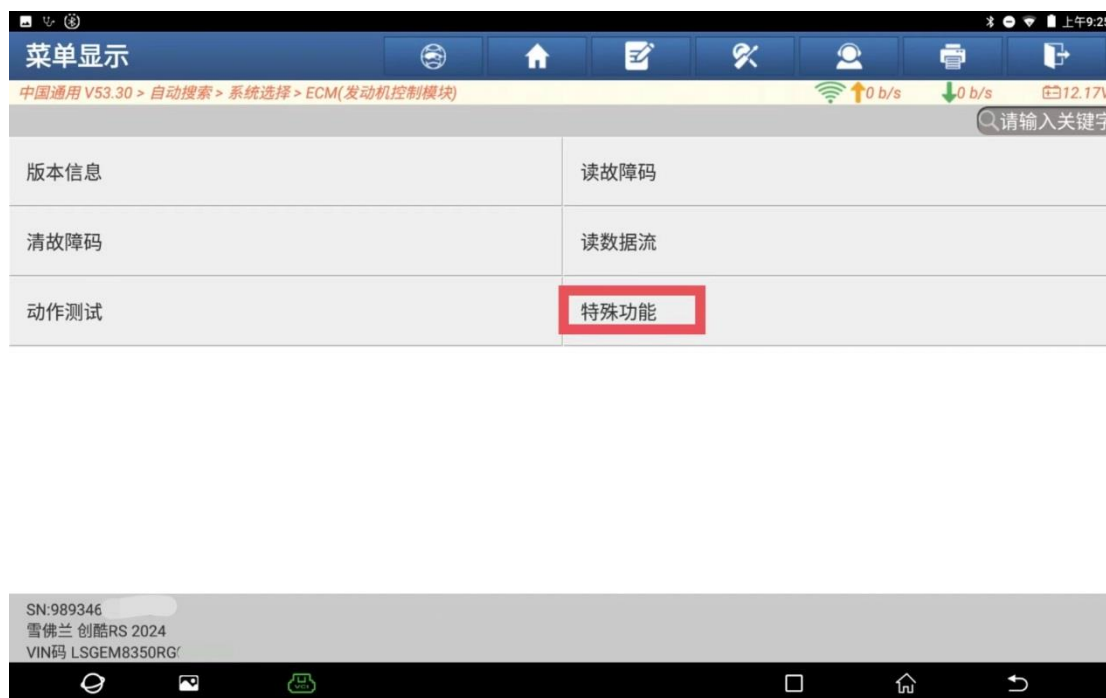 上午9:25
菜单显示
中国通用 V53.30 > 自动搜索 > 系统选择 > ECM(发动机控制模块)
0 b/s
0 b/s
12.17V
请输入关键字
版本信息
读故障码
清故障码
读数据流
动作测试
特殊功能
SN:989346
雪佛兰 创酷RS 2024
VIN码 LSGEM8350RG
VCI